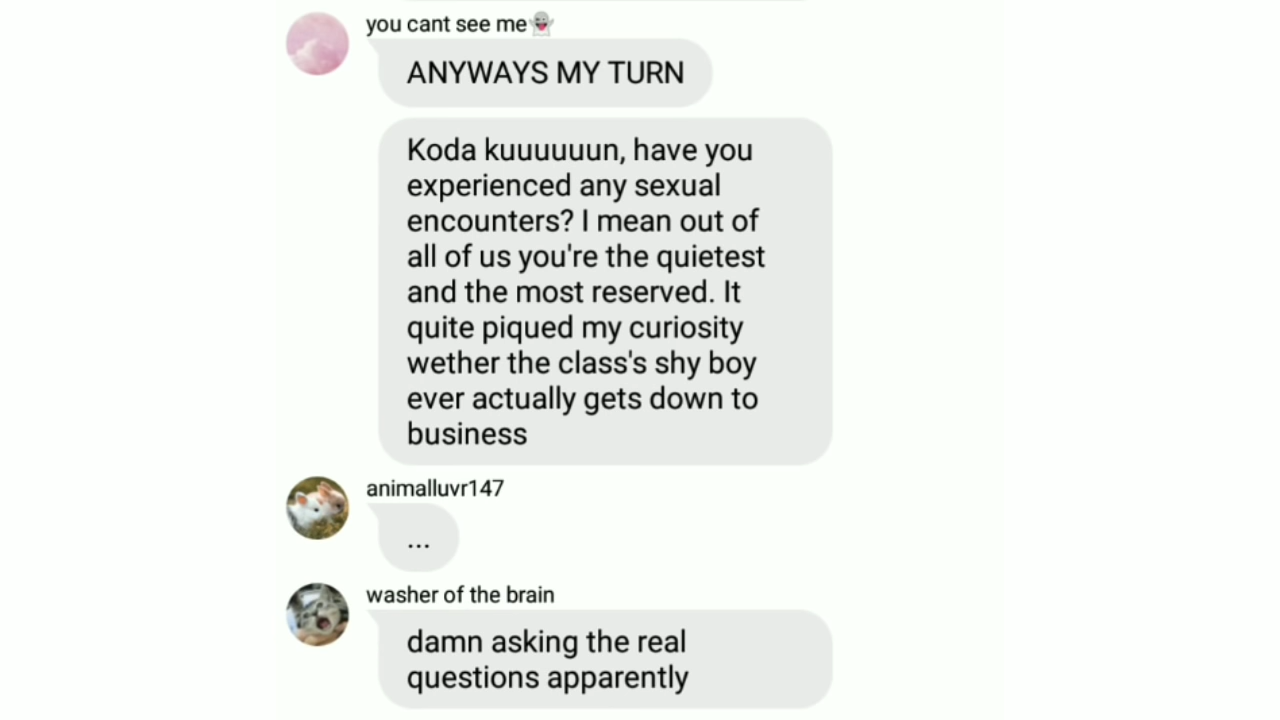 you cant see me👻
ANYWAYS MY TURN
Koda kuuuuuun, have you
experienced any sexual
encounters? I mean out of
all of us you're the quietest
and the most reserved. It
quite piqued my curiosity
wether the class's shy boy
ever actually gets down to
business
animalluvr147
...
washer of the brain
damn asking the real
questions apparently